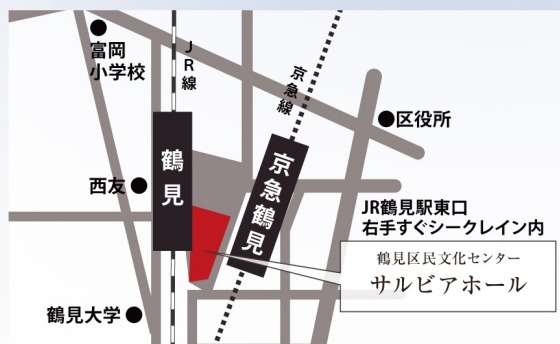 富岡
小学校
JR線
京急線
区役所
鶴見
京急鶴見
西友
JR鶴見駅東口
右手すぐシークレイン内
鶴見区民文化センター
サルビアホール
鶴見大学